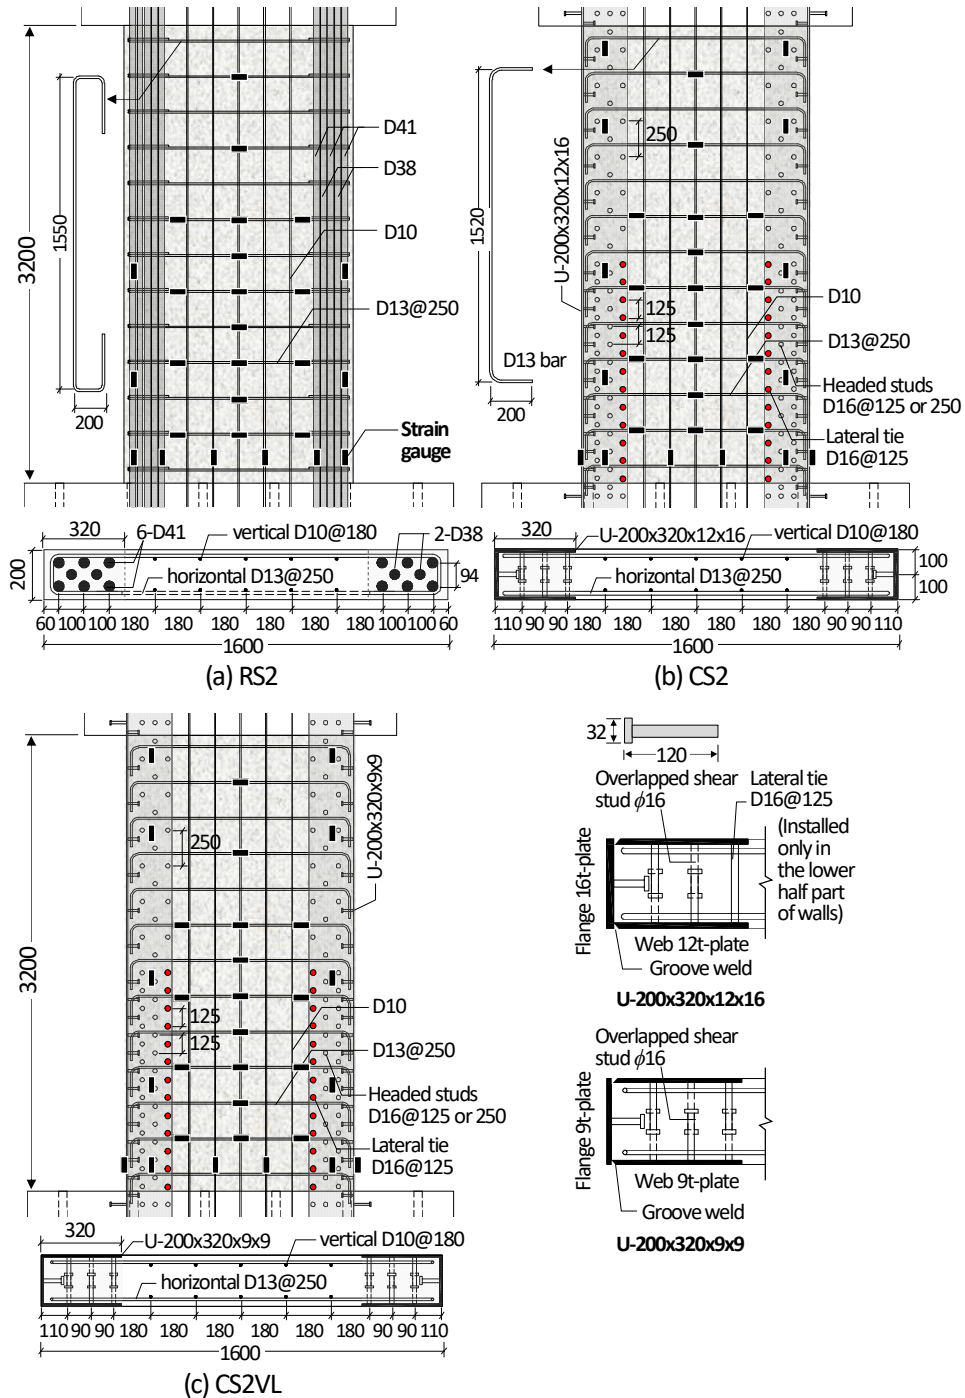 3200
1550
200
D41
D38
D10
D13@250
Strain
gauge
320
6-D41
vertical D10@180
2-D38
200
horizontal D13@250
94
60 100 100 180 180 180 180 180 180 100 100 60
1600
(a) RS2
1520
200
D13 bar
U-200x320x12x16
250
125
125
D10
D13@250
Headed studs
D16@125 or 250
Lateral tie
D16@125
320
U-200x320x12x16
vertical D10@180
horizontal D13@250
100
100
110 90 90 180 180 180 180 180 180 90 90 110
1600
(b) CS2
3200
U-200x320x9x9
250
125
125
D10
D13@250
Headed studs
D16@125 or 250
Lateral tie
D16@125
320
U-200x320x9x9
vertical D10@180
horizontal D13@250
110 90 90 180 180 180 180 180 180 90 90 110
1600
(c) CS2VL
32
120
Overlapped shear
stud ϕ16
Lateral tie
D16@125
(Installed
only in
the lower
half part
of walls)
Flange 16t-plate
Web 12t-plate
Groove weld
U-200x320x12x16
Overlapped shear
stud ϕ16
Flange 9t-plate
Web 9t-plate
Groove weld
U-200x320x9x9